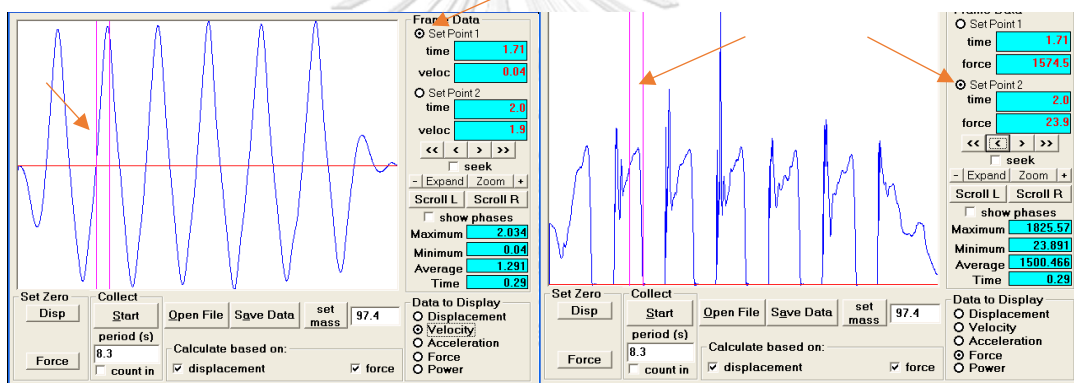 Frame Data
Set Point 1
time 1.71
veloc 0.04
Set Point 2
time 2.0
veloc 1.9
<< < > >>
seek
- Expand Zoom +
Scroll L Scroll R
show phases
Maximum 2.034
Minimum 0.04
Average 1.291
Time 0.29
Set Zero
Disp
Force
Collect
Start
period (s)
8.3
count in
Open File Save Data set mass 97.4
Calculate based on:
displacement force
Data to Display
Displacement
Velocity
Acceleration
Force
Power
Frame Data
Set Point 1
time 1.71
force 1574.5
Set Point 2
time 2.0
force 23.9
<< < > >>
seek
- Expand Zoom +
Scroll L Scroll R
show phases
Maximum 1825.57
Minimum 23.891
Average 1500.466
Time 0.29
Set Zero
Disp
Force
Collect
Start
period (s)
8.3
count in
Open File Save Data set mass 97.4
Calculate based on:
displacement force
Data to Display
Displacement
Velocity
Acceleration
Force
Power